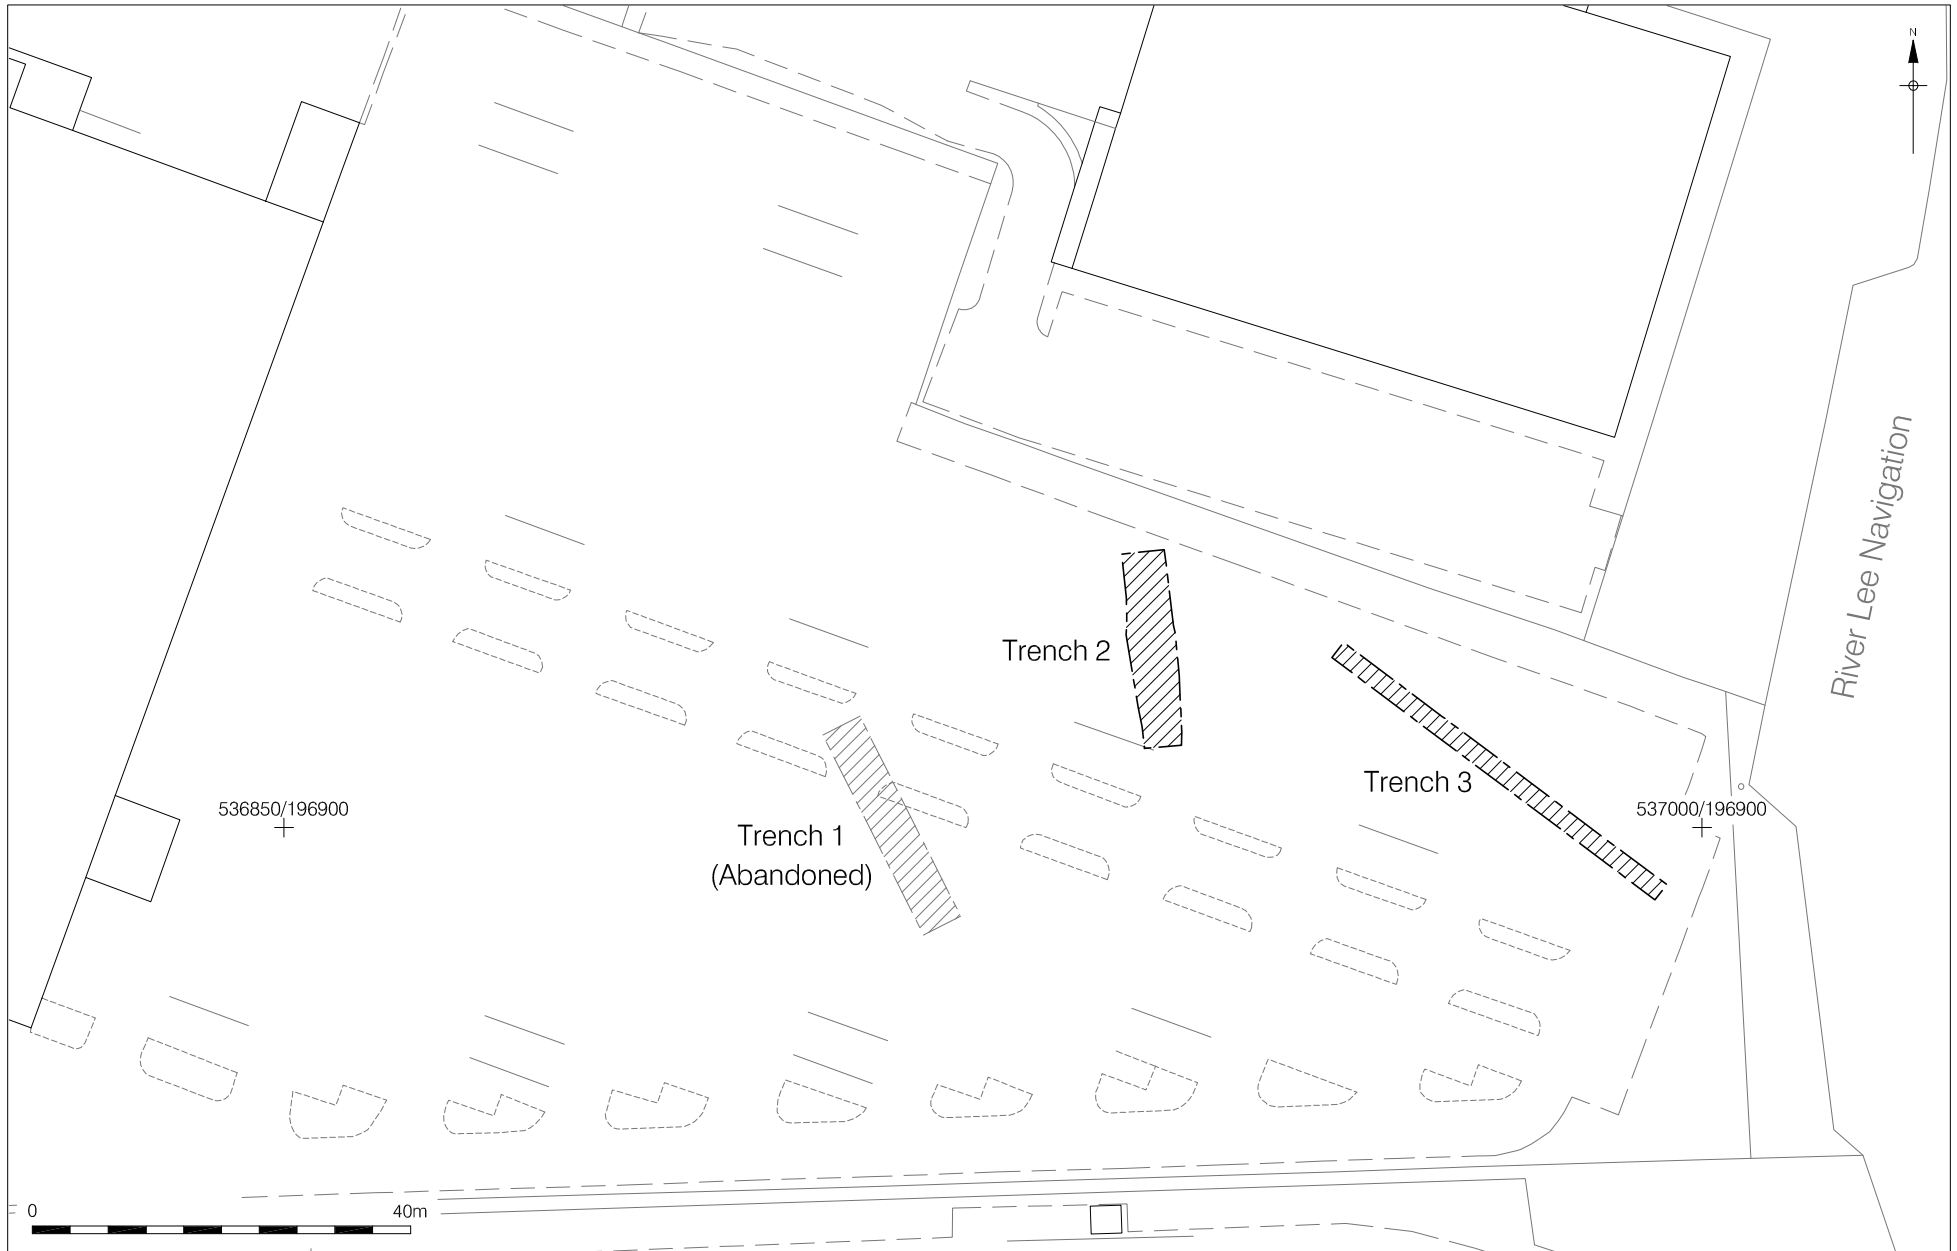 N
River Lee Navigation
Trench 2
Trench 3
536850/196900
537000/196900
Trench 1
(Abandoned)
0
40m